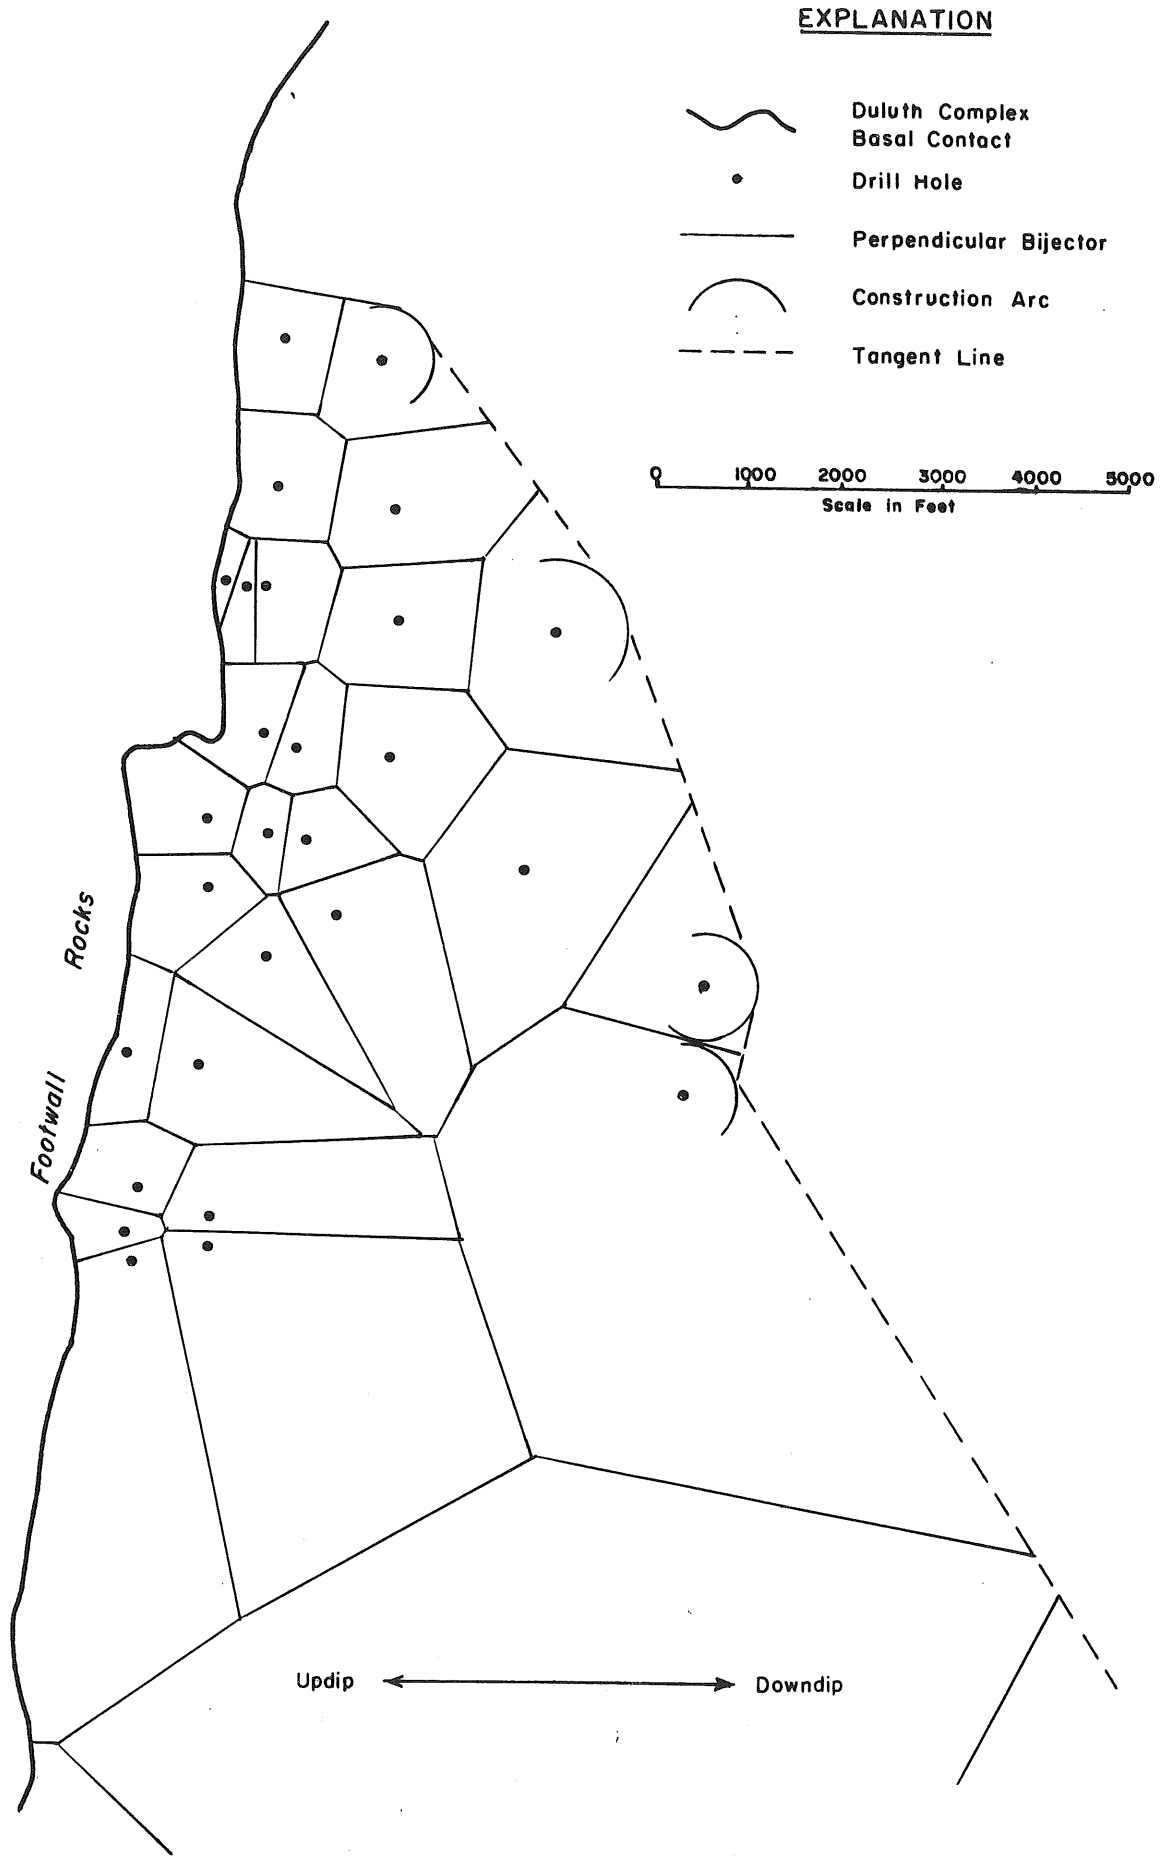 EXPLANATION
Duluth Complex
Basal Contact
Drill Hole
Perpendicular Bijector
Construction Arc
Tangent Line
0 1000 2000 3000 4000 5000
Scale in Feet
Rocks
Footwall
Updip Downdip